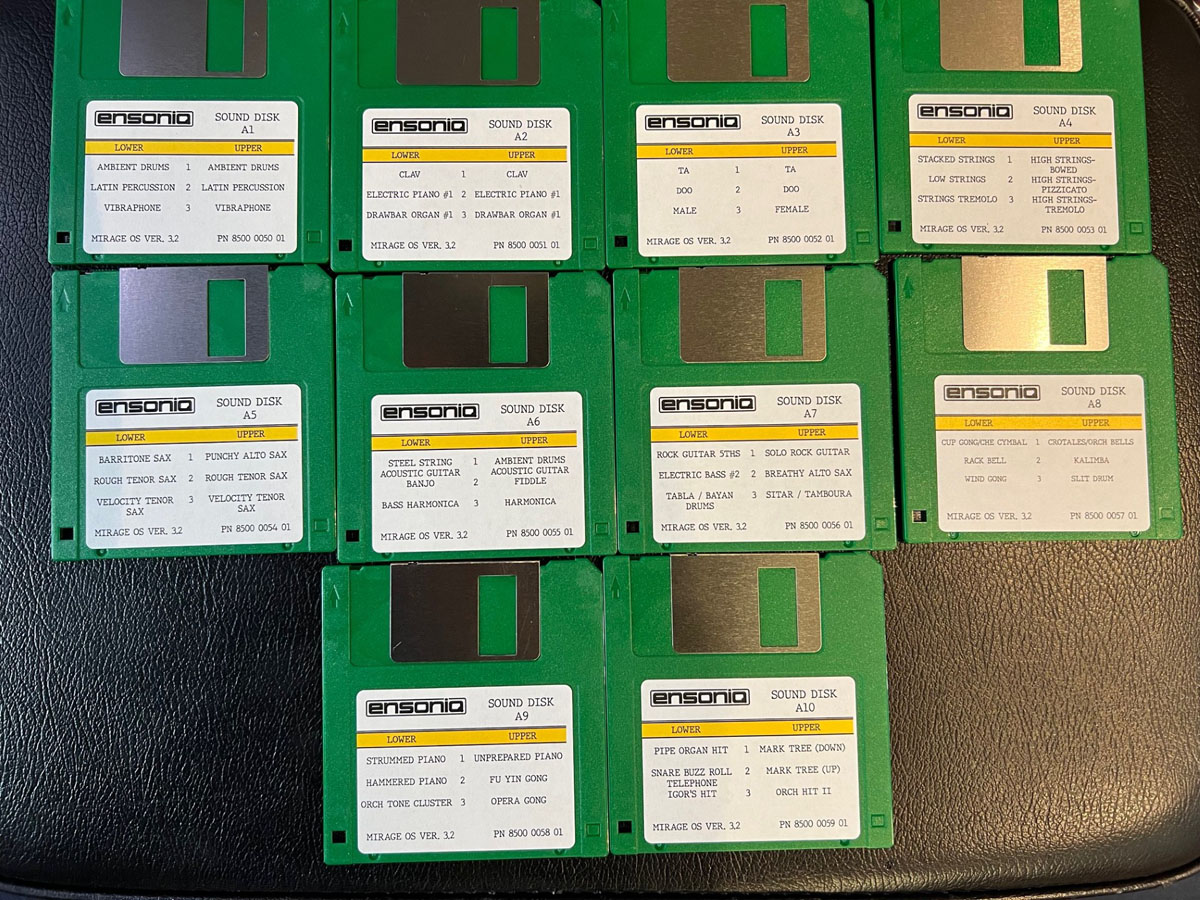 ensoniq SOUND DISK
A1
LOWER UPPER
AMBIENT DRUMS 1 AMBIENT DRUMS
LATIN PERCUSSION 2 LATIN PERCUSSION
VIBRAPHONE 3 VIBRAPHONE
MIRAGE OS VER. 3.2 PN 8500 0050 01
ensoniq SOUND DISK
A2
LOWER UPPER
CLAV 1 CLAV
ELECTRIC PIANO #1 2 ELECTRIC PIANO #1
DRAWBAR ORGAN #1 3 DRAWBAR ORGAN #1
MIRAGE OS VER. 3.2 PN 8500 0051 01
ensoniq SOUND DISK
A3
LOWER UPPER
TA 1 TA
DOO 2 DOO
MALE 3 FEMALE
MIRAGE OS VER. 3.2 PN 8500 0052 01
ensoniq SOUND DISK
A4
LOWER UPPER
STACKED STRINGS 1 HIGH STRINGS-
BOWED
LOW STRINGS 2 HIGH STRINGS-
PIZZICATO
STRINGS TREMOLO 3 HIGH STRINGS-
TREMOLO
MIRAGE OS VER. 3.2 PN 8500 0053 01
ensoniq SOUND DISK
A5
LOWER UPPER
BARRITONE SAX 1 PUNCHY ALTO SAX
ROUGH TENOR SAX 2 ROUGH TENOR SAX
VELOCITY TENOR 3 VELOCITY TENOR
SAX SAX
MIRAGE OS VER. 3.2 PN 8500 0054 01
ensoniq SOUND DISK
A6
LOWER UPPER
STEEL STRING 1 AMBIENT DRUMS
ACOUSTIC GUITAR ACOUSTIC GUITAR
BANJO 2 FIDDLE
BASS HARMONICA 3 HARMONICA
MIRAGE OS VER. 3.2 PN 8500 0055 01
ensoniq SOUND DISK
A7
LOWER UPPER
ROCK GUITAR 5THS 1 SOLO ROCK GUITAR
ELECTRIC BASS #2 2 BREATHY ALTO SAX
TABLA / BAYAN 3 SITAR / TAMBOURA
DRUMS
MIRAGE OS VER. 3.2 PN 8500 0056 01
ensoniq SOUND DISK
A8
LOWER UPPER
CUP GONG/CHE CYMBAL 1 CROTALES/ORCH BELLS
RACK BELL 2 KALIMBA
WIND GONG 3 SLIT DRUM
MIRAGE OS VER. 3.2 PN 8500 0057 01
ensoniq SOUND DISK
A9
LOWER UPPER
STRUMMED PIANO 1 UNPREPARED PIANO
HAMMERED PIANO 2 FU YIN GONG
ORCH TONE CLUSTER 3 OPERA GONG
MIRAGE OS VER. 3.2 PN 8500 0058 01
ensoniq SOUND DISK
A10
LOWER UPPER
PIPE ORGAN HIT 1 MARK TREE (DOWN)
SNARE BUZZ ROLL 2 MARK TREE (UP)
TELEPHONE
IGOR'S HIT 3 ORCH HIT II
MIRAGE OS VER. 3.2 PN 8500 0059 01